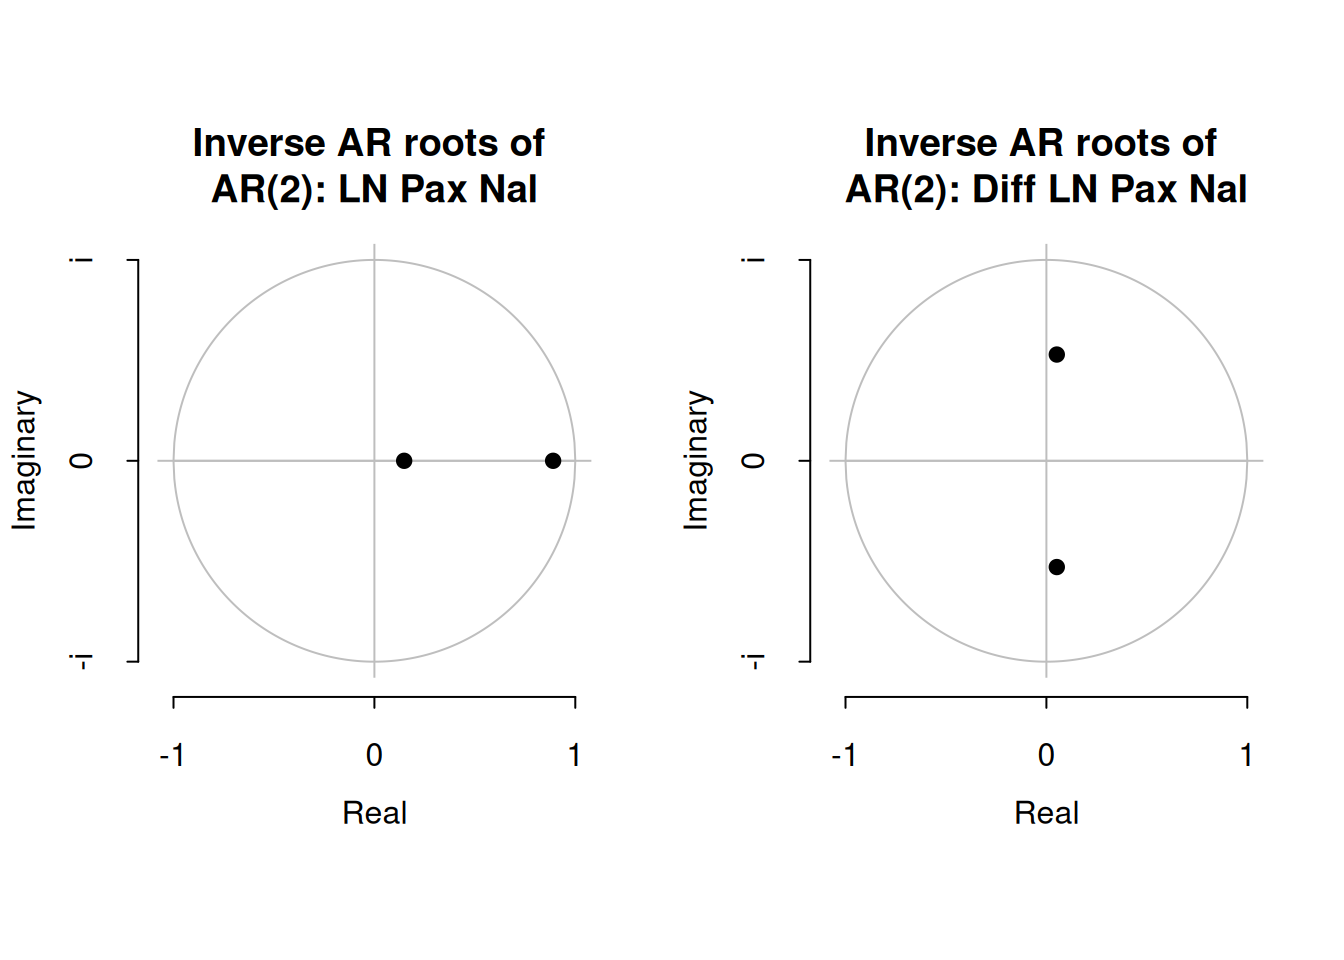 Inverse AR roots of
AR(2): LN Pax Nal
i
0
-i
Imaginary
-1 0 1
Real
Inverse AR roots of
AR(2): Diff LN Pax Nal
i
0
-i
Imaginary
-1 0 1
Real